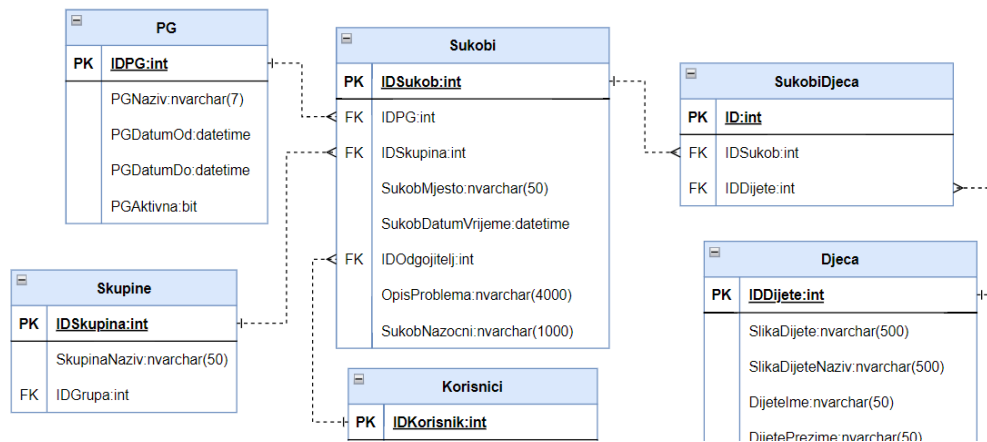 PG
PK IDPG:int
PGNaziv:nvarchar(7)
PGDatumOd:datetime
PGDatumDo:datetime
PGAktivna:bit
Sukobi
PK IDSukob:int
FK IDPG:int
FK IDSkupina:int
SukobMjesto:nvarchar(50)
SukobDatumVrijeme:datetime
FK IDOdgojitelj:int
OpisProblema:nvarchar(4000)
SukobNazocni:nvarchar(1000)
SukobiDjeca
PK ID:int
FK IDSukob:int
FK IDDijete:int
Skupine
PK IDSkupina:int
SkupinaNaziv:nvarchar(50)
FK IDGrupa:int
Korisnici
PK IDKorisnik:int
Djeca
PK IDDijete:int
SlikaDijete:nvarchar(500)
SlikaDijeteNaziv:nvarchar(500)
DijeteIme:nvarchar(50)
DijetePrezime:nvarchar(50)